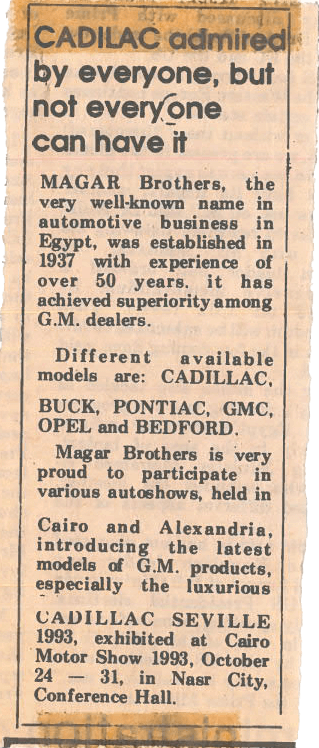 CADILAC admired
by everyone, but
not everyone
can have it
MAGAR Brothers, the
very well-known name in
automotive business in
Egypt, was established in
1937 with experience of
over 50 years. it has
achieved superiority among
G.M. dealers.
Different available
models are: CADILLAC,
BUCK, PONTIAC, GMC,
OPEL and BEDFORD.
Magar Brothers is very
proud to participate in
various autoshows, held in
Cairo and Alexandria,
introducing the latest
models of G.M. products,
especially the luxurious
CADILLAC SEVILLE
1993, exhibited at Cairo
Motor Show 1993, October
24 — 31, in Nasr City,
Conference Hall.